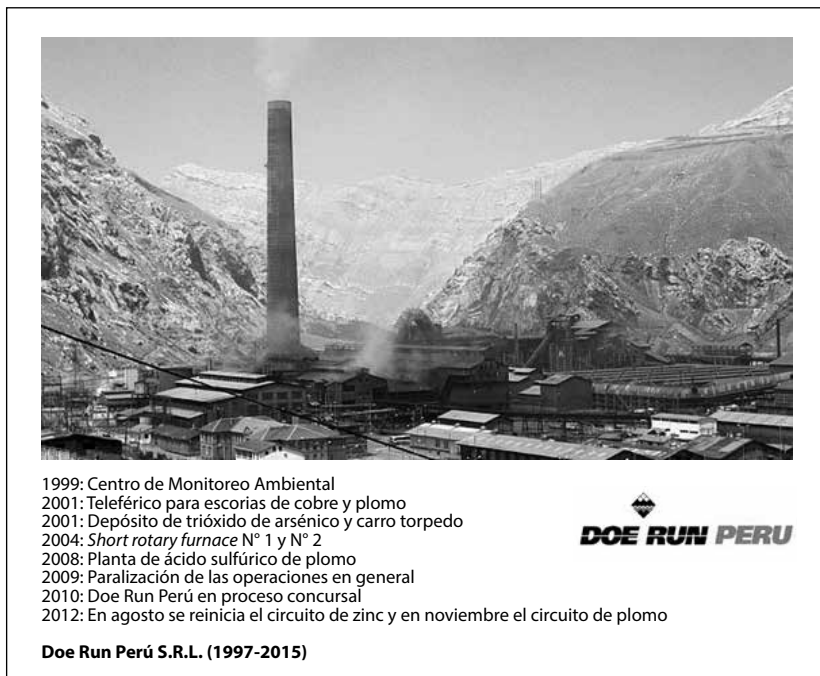 1999: Centro de Monitoreo Ambiental
2001: Teleférico para escorias de cobre y plomo
2001: Depósito de trióxido de arsénico y carro torpedo
2004: Short rotary furnace N° 1 y N° 2
2008: Planta de ácido sulfúrico de plomo
2009: Paralización de las operaciones en general
2010: Doe Run Perú en proceso concursal
2012: En agosto se reinicia el circuito de zinc y en noviembre el circuito de plomo
DOE RUN PERU
Doe Run Perú S.R.L. (1997-2015)